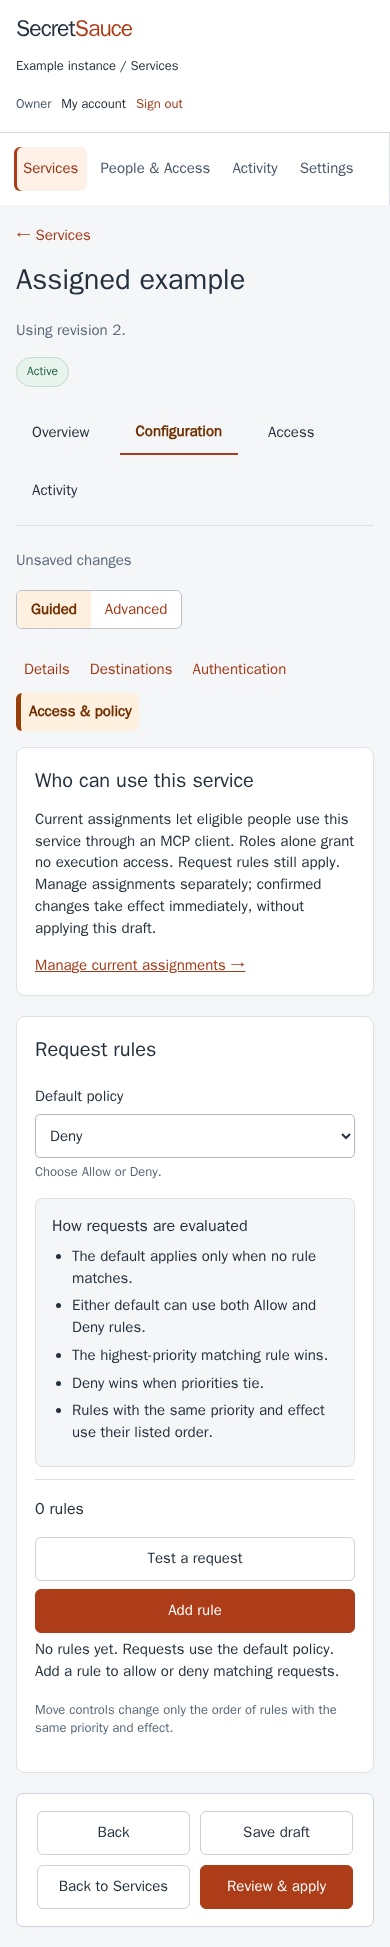 SecretSauce
Example instance / Services
Owner My account Sign out
Services People & Access Activity Settings
← Services
Assigned example
Using revision 2.
Active
Overview Configuration Access
Activity
Unsaved changes
Guided Advanced
Details Destinations Authentication
Access & policy
Who can use this service
Current assignments let eligible people use this
service through an MCP client. Roles alone grant
no execution access. Request rules still apply.
Manage assignments separately; confirmed
changes take effect immediately, without
applying this draft.
Manage current assignments →
Request rules
Default policy
Deny
Choose Allow or Deny.
How requests are evaluated
• The default applies only when no rule
matches.
• Either default can use both Allow and
Deny rules.
• The highest-priority matching rule wins.
• Deny wins when priorities tie.
• Rules with the same priority and effect
use their listed order.
0 rules
Test a request
Add rule
No rules yet. Requests use the default policy.
Add a rule to allow or deny matching requests.
Move controls change only the order of rules with the
same priority and effect.
Back Save draft
Back to Services Review & apply